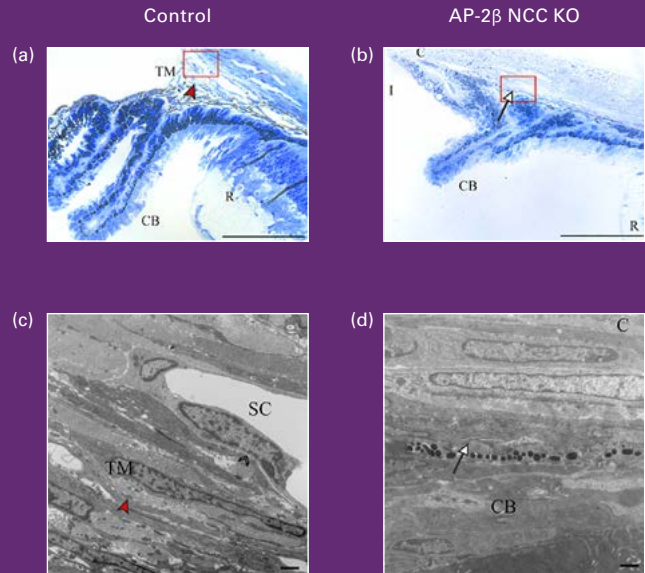 Control
AP-2β NCC KO
(a)
TM
R
CB
(b)
C
I
CB
R
(c)
SC
TM
(d)
C
CB